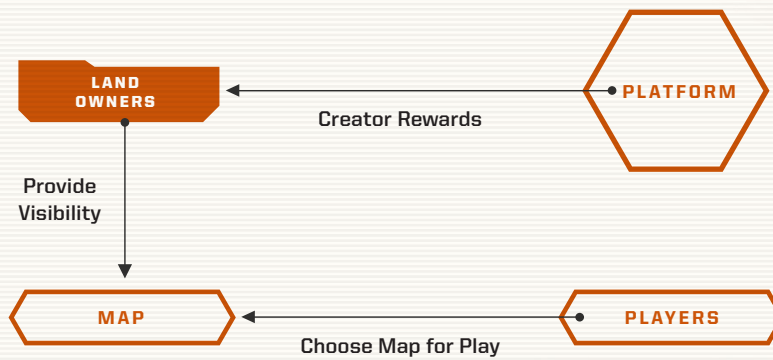 LAND
OWNERS
PLATFORM
Creator Rewards
Provide
Visibility
MAP
PLAYERS
Choose Map for Play